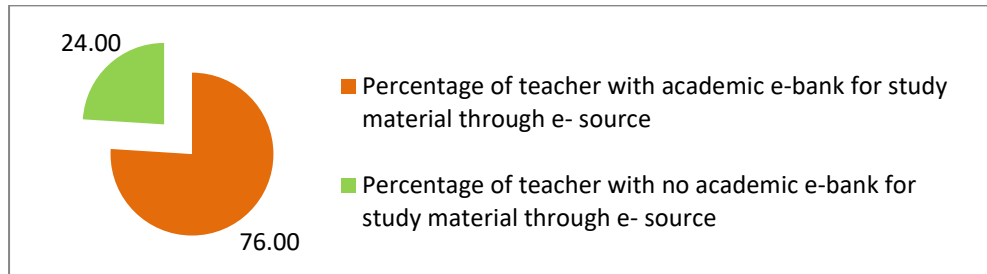 24.00
Percentage of teacher with academic e-bank for study
material through e- source
Percentage of teacher with no academic e-bank for
study material through e- source
76.00